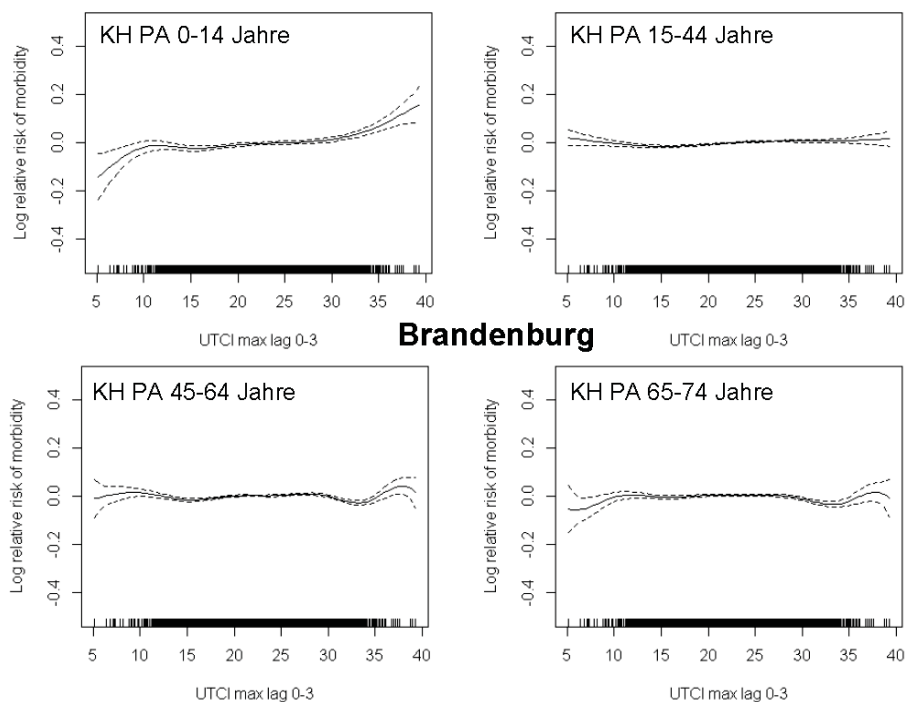 KH PA 0-14 Jahre
Log relative risk of morbidity
0.4
0.2
0.0
-0.2
-0.4
5 10 15 20 25 30 35 40
UTCI max lag 0-3
KH PA 15-44 Jahre
Log relative risk of morbidity
0.4
0.2
0.0
-0.2
-0.4
5 10 15 20 25 30 35 40
UTCI max lag 0-3
Brandenburg
KH PA 45-64 Jahre
Log relative risk of morbidity
0.4
0.2
0.0
-0.2
-0.4
5 10 15 20 25 30 35 40
UTCI max lag 0-3
KH PA 65-74 Jahre
Log relative risk of morbidity
0.4
0.2
0.0
-0.2
-0.4
5 10 15 20 25 30 35 40
UTCI max lag 0-3